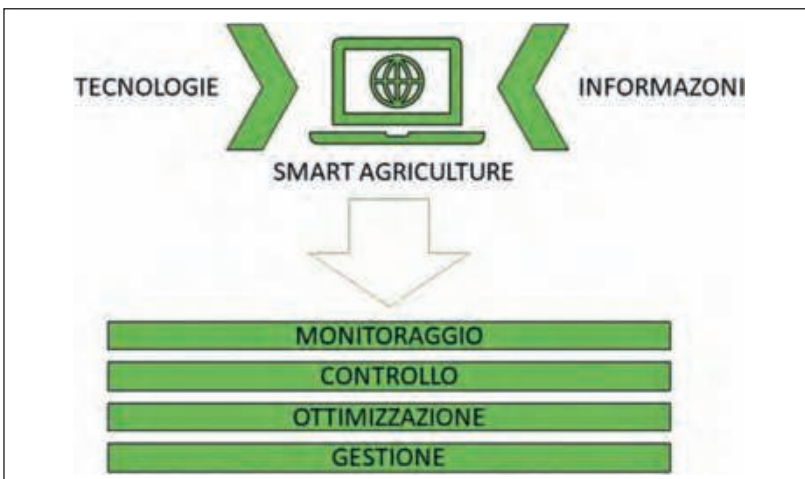 TECNOLOGIE
INFORMAZONI
SMART AGRICULTURE
MONITORAGGIO
CONTROLLO
OTTIMIZZAZIONE
GESTIONE